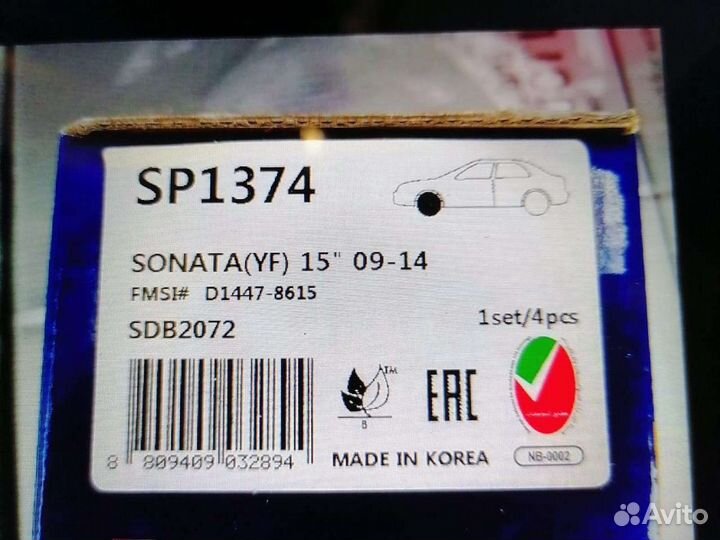 SP1374
SONATA(YF) 15" 09-14
FMSI# D1447-8615
SDB2072
1set/4pcs
TM
B
EAC
8 809409 032894
MADE IN KOREA
NB-0002
Avito